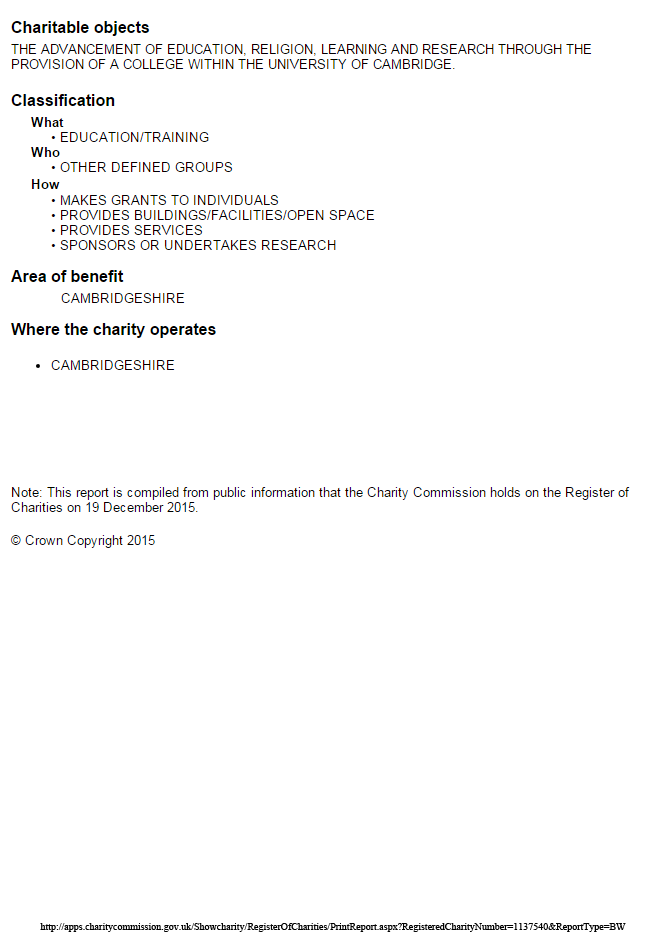 Charitable objects
THE ADVANCEMENT OF EDUCATION, RELIGION, LEARNING AND RESEARCH THROUGH THE
PROVISION OF A COLLEGE WITHIN THE UNIVERSITY OF CAMBRIDGE.
Classification
What
• EDUCATION/TRAINING
Who
• OTHER DEFINED GROUPS
How
• MAKES GRANTS TO INDIVIDUALS
• PROVIDES BUILDINGS/FACILITIES/OPEN SPACE
• PROVIDES SERVICES
• SPONSORS OR UNDERTAKES RESEARCH
Area of benefit
CAMBRIDGESHIRE
Where the charity operates
• CAMBRIDGESHIRE
Note: This report is compiled from public information that the Charity Commission holds on the Register of
Charities on 19 December 2015.
© Crown Copyright 2015
http://apps.charitycommission.gov.uk/Showcharity/RegisterOfCharities/PrintReport.aspx?RegisteredCharityNumber=1137540&ReportType=BW